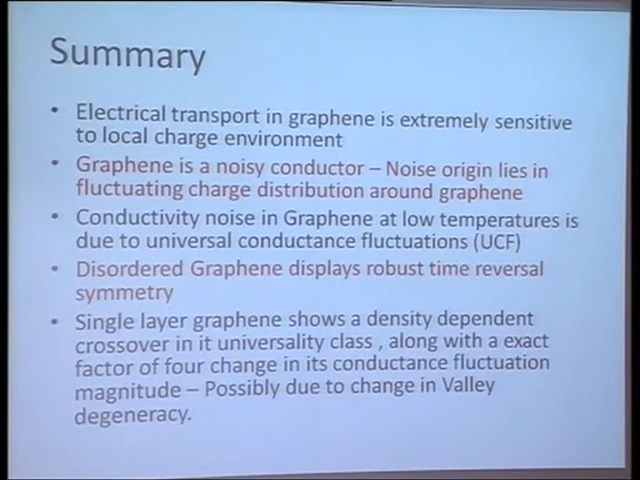 Summary
• Electrical transport in graphene is extremely sensitive
to local charge environment
• Graphene is a noisy conductor – Noise origin lies in
fluctuating charge distribution around graphene
• Conductivity noise in Graphene at low temperatures is
due to universal conductance fluctuations (UCF)
• Disordered Graphene displays robust time reversal
symmetry
• Single layer graphene shows a density dependent
crossover in it universality class , along with a exact
factor of four change in its conductance fluctuation
magnitude – Possibly due to change in Valley
degeneracy.